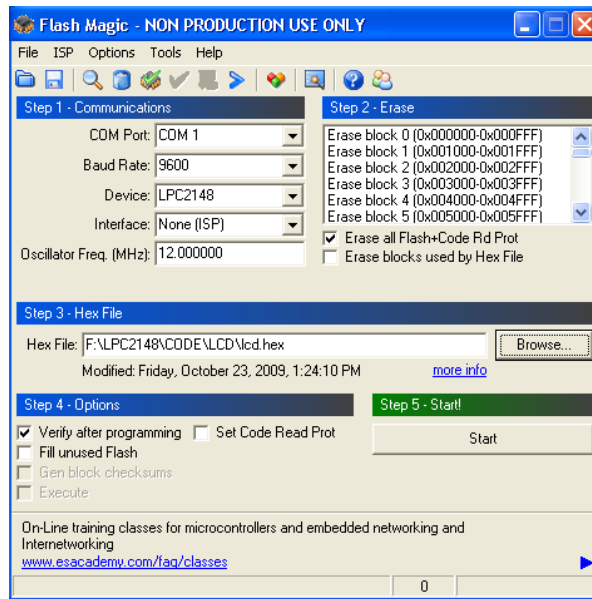 Flash Magic - NON PRODUCTION USE ONLY
File ISP Options Tools Help
Step 1 - Communications
COM Port: COM 1
Baud Rate: 9600
Device: LPC2148
Interface: None (ISP)
Oscillator Freq. (MHz): 12.000000
Step 2 - Erase
Erase block 0 (0x000000-0x000FFF)
Erase block 1 (0x001000-0x001FFF)
Erase block 2 (0x002000-0x002FFF)
Erase block 3 (0x003000-0x003FFF)
Erase block 4 (0x004000-0x004FFF)
Erase block 5 (0x005000-0x005FFF)
Erase all Flash+Code Rd Prot
Erase blocks used by Hex File
Step 3 - Hex File
Hex File: F:\LPC2148\CODE\LCD\lcd.hex Browse...
Modified: Friday, October 23, 2009, 1:24:10 PM more info
Step 4 - Options
Verify after programming Set Code Read Prot
Fill unused Flash
Gen block checksums
Execute
Step 5 - Start!
Start
On-Line training classes for microcontrollers and embedded networking and
Internetworking
www.esacademy.com/faq/classes
0